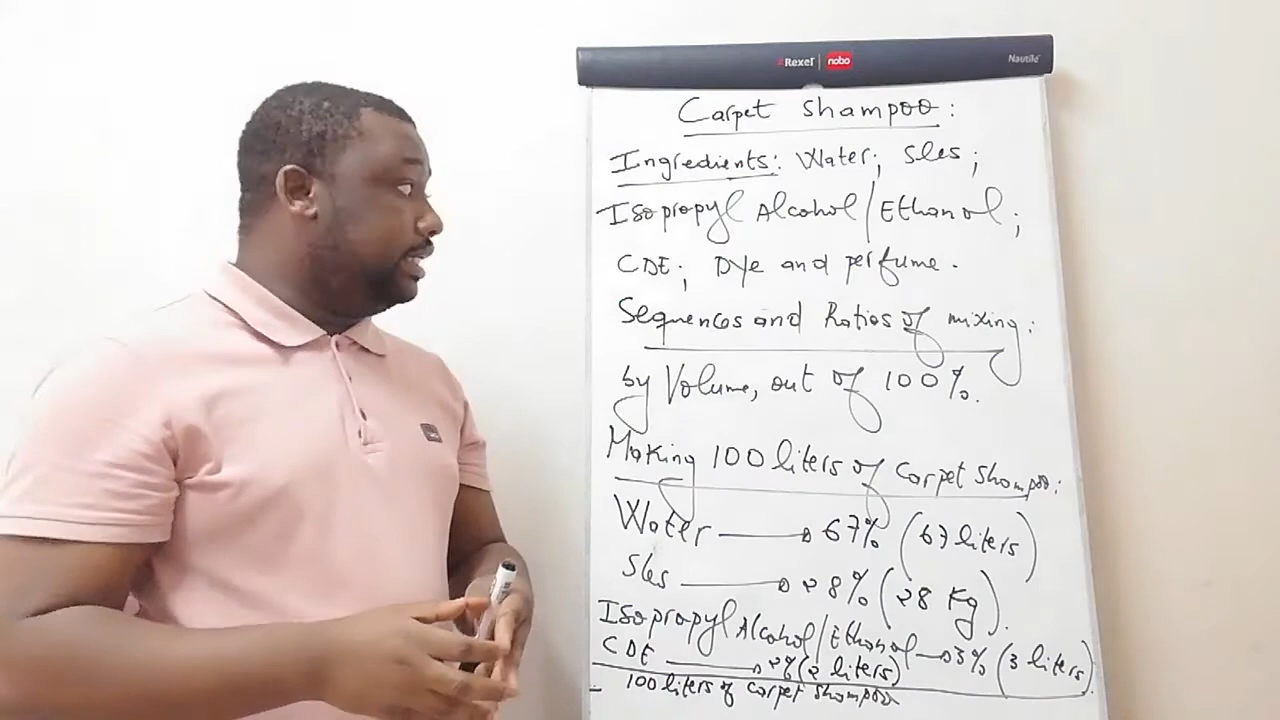 Rexel nobo Nautile
Carpet Shampoo:
Ingredients: Water; Sles;
Isopropyl Alcohol/Ethanol;
CDE; Dye and perfume.
Sequences and Ratios of mixing:
by Volume, out of 100%.
Making 100 liters of Carpet Shampoo:
Water → 67% (67 liters)
Sles → 28% (28 Kg).
Isopropyl Alcohol/Ethanol → 3% (3 liters).
CDE → 2% (2 liters)
100 liters of Carpet Shampoo